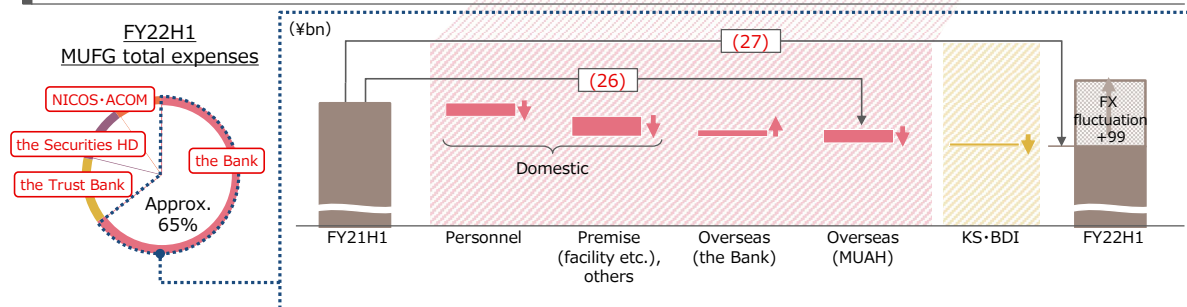 FY22H1
MUFG total expenses
NICOS･ACOM
the Securities HD
the Trust Bank
the Bank
Approx.
65%
(¥bn)
(27)
(26)
Domestic
FX
fluctuation
+99
FY21H1
Personnel
Premise
(facility etc.),
others
Overseas
(the Bank)
Overseas
(MUAH)
KS･BDI
FY22H1